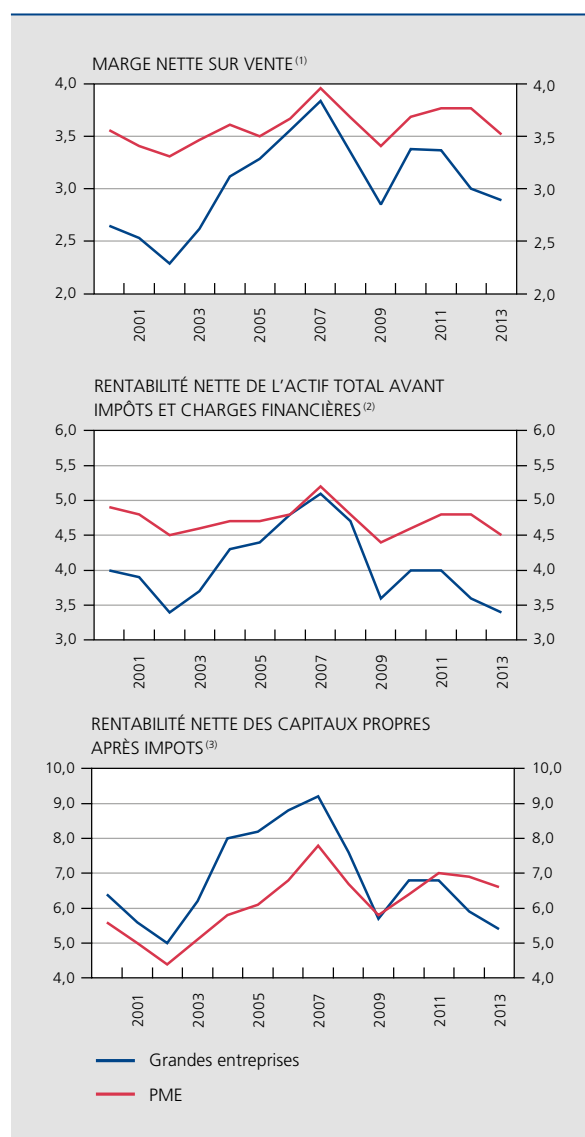 MARGE NETTE SUR VENTE (1)
4,0 4,0
3,5 3,5
3,0 3,0
2,5 2,5
2,0 2,0
2001 2003 2005 2007 2009 2011 2013
RENTABILITÉ NETTE DE L'ACTIF TOTAL AVANT
IMPÔTS ET CHARGES FINANCIÈRES (2)
6,0 6,0
5,5 5,5
5,0 5,0
4,5 4,5
4,0 4,0
3,5 3,5
3,0 3,0
2001 2003 2005 2007 2009 2011 2013
RENTABILITÉ NETTE DES CAPITAUX PROPRES
APRÈS IMPOTS (3)
10,0 10,0
9,0 9,0
8,0 8,0
7,0 7,0
6,0 6,0
5,0 5,0
4,0 4,0
2001 2003 2005 2007 2009 2011 2013
Grandes entreprises
PME